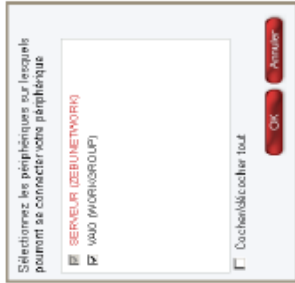 Sélectionnez les périphériques sur lesquels
pourront se connecter votre périphérique
SERVEUR (ZEBUNETWORK)
VAIO (WORKGROUP)
Cocher/décocher tout
OK
Annuler